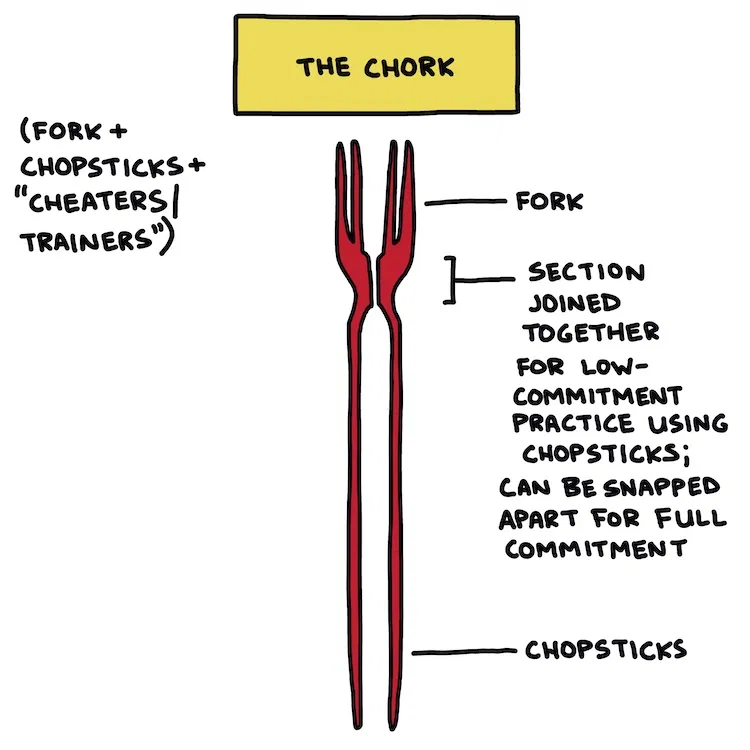 THE CHORK
(FORK +
CHOPSTICKS +
"CHEATERS/
TRAINERS")
FORK
SECTION
JOINED
TOGETHER
FOR LOW-
COMMITMENT
PRACTICE USING
CHOPSTICKS;
CAN BE SNAPPED
APART FOR FULL
COMMITMENT
CHOPSTICKS